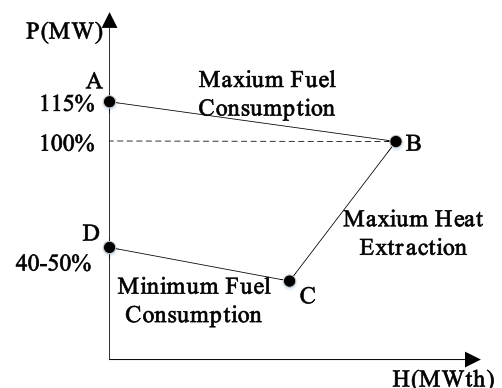 P(MW)
A
Maxium Fuel
Consumption
115%
100%
B
D
Maxium Heat
Extraction
40-50%
Minimum Fuel
Consumption
C
H(MWth)